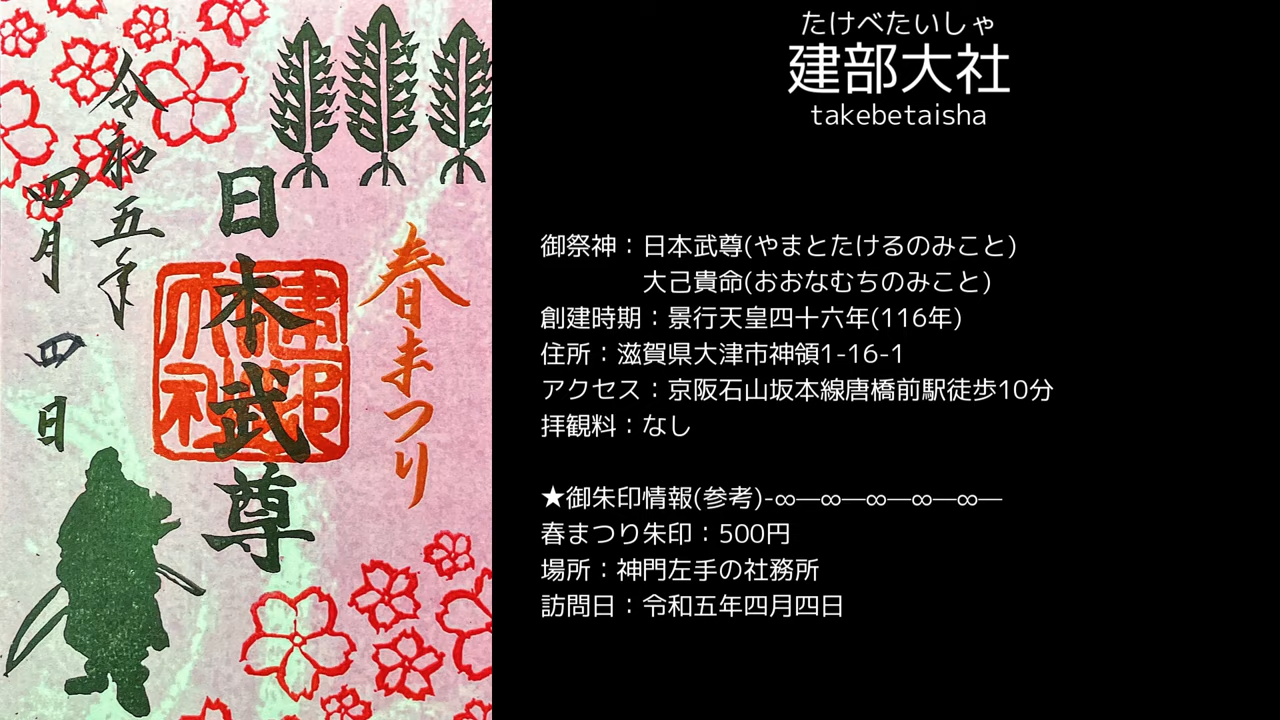 令和五年
四月四日
日本武尊
建部大社
春まつり
たけべたいしゃ
建部大社
takebetaisha
御祭神：日本武尊(やまとたけるのみこと)
大己貴命(おおなむちのみこと)
創建時期：景行天皇四十六年(116年)
住所：滋賀県大津市神領1-16-1
アクセス：京阪石山坂本線唐橋前駅徒歩10分
拝観料：なし
★御朱印情報(参考)-∞—∞—∞—∞—∞—
春まつり朱印：500円
場所：神門左手の社務所
訪問日：令和五年四月四日